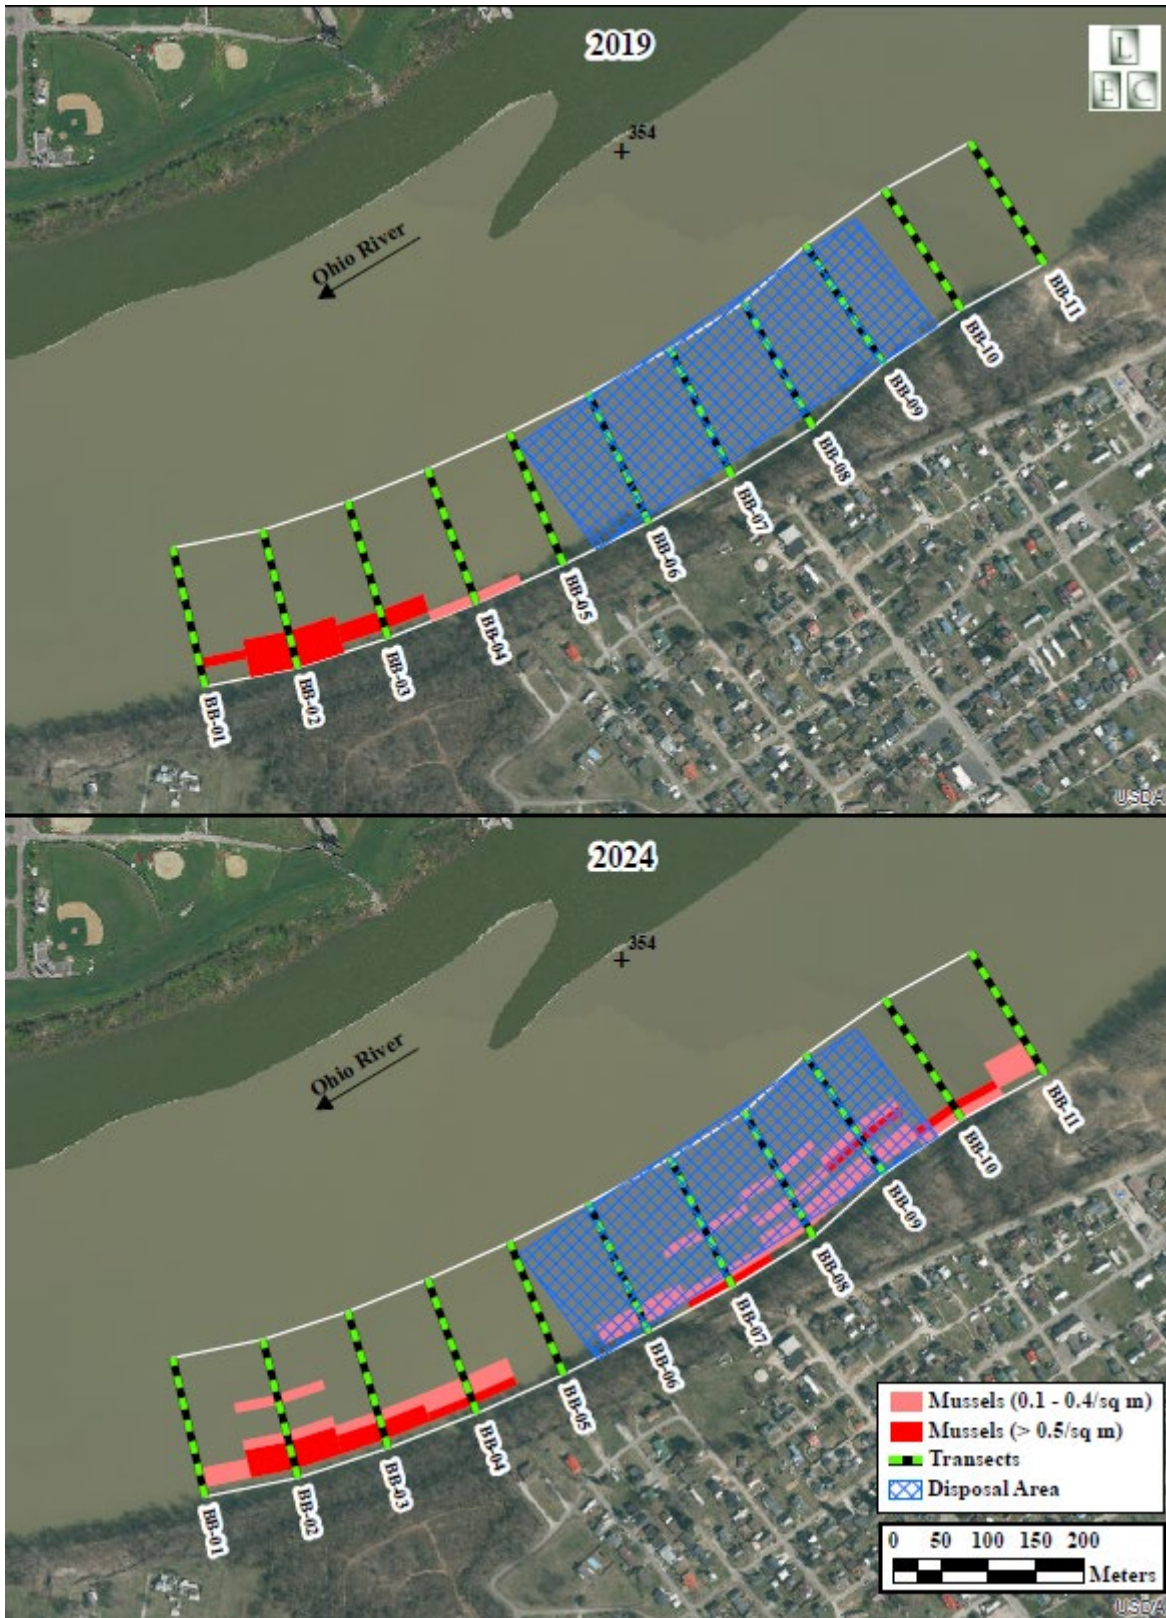 2019
L
E C
354
Ohio River
BB-11
BB-10
BB-09
BB-08
BB-07
BB-06
BB-05
BB-04
BB-03
BB-02
BB-01
USDA
2024
354
Ohio River
BB-11
BB-10
BB-09
BB-08
BB-07
BB-06
BB-05
BB-04
BB-03
BB-02
BB-01
Mussels (0.1 - 0.4/sq m)
Mussels (> 0.5/sq m)
Transects
Disposal Area
0 50 100 150 200
Meters
USDA